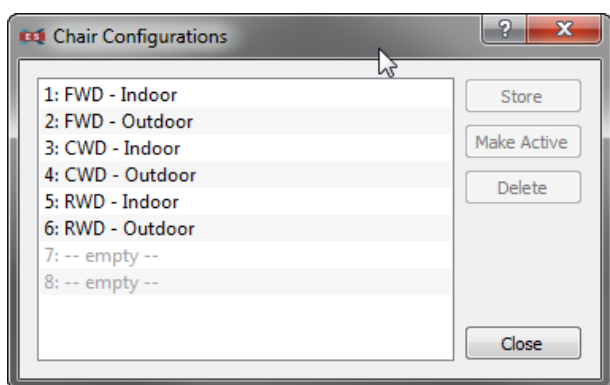 Chair Configurations
1: FWD - Indoor
2: FWD - Outdoor
3: CWD - Indoor
4: CWD - Outdoor
5: RWD - Indoor
6: RWD - Outdoor
7: -- empty --
8: -- empty --
Store
Make Active
Delete
Close